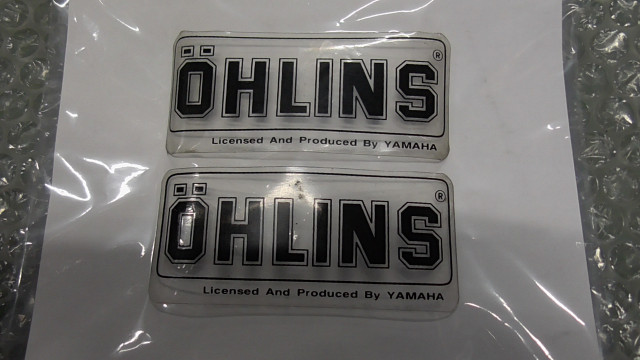 ÖHLINS®
Licensed And Produced By YAMAHA
ÖHLINS®
Licensed And Produced By YAMAHA